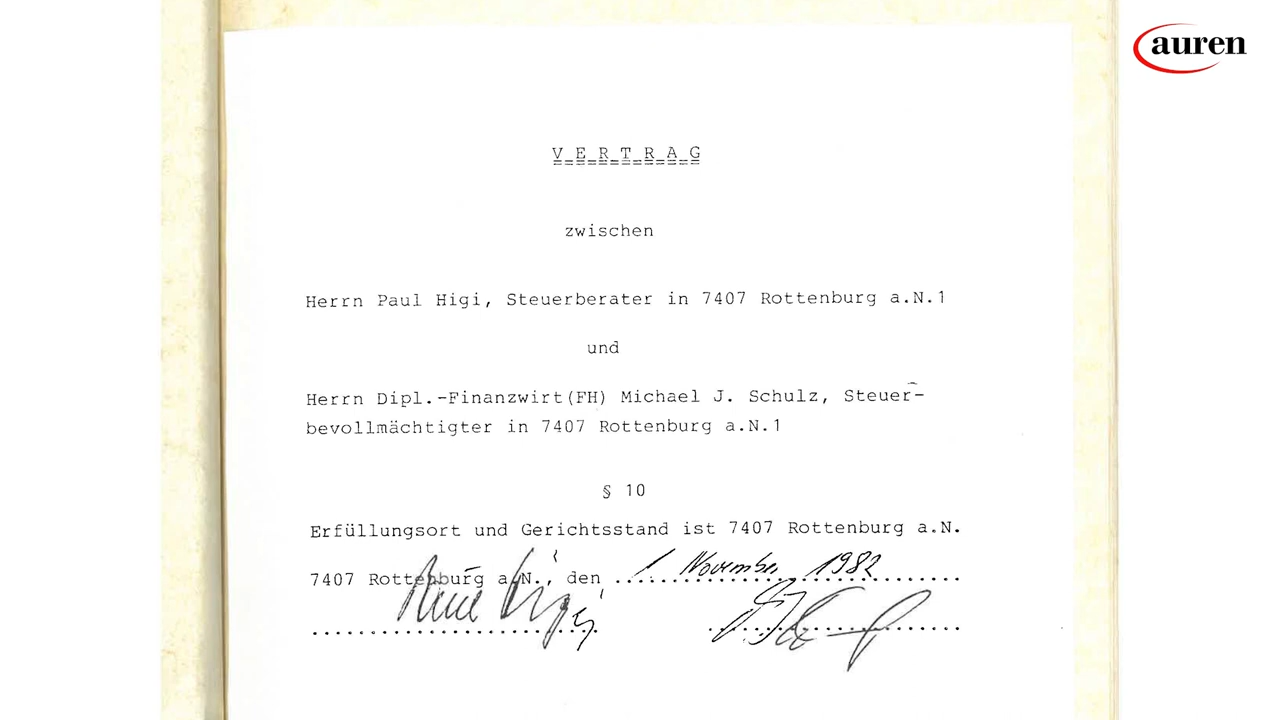 auren
VERTRAG
zwischen
Herrn Paul Higi, Steuerberater in 7407 Rottenburg a.N.1
und
Herrn Dipl.-Finanzwirt(FH) Michael J. Schulz, Steuer-
bevollmächtigter in 7407 Rottenburg a.N.1
§ 10
Erfüllungsort und Gerichtsstand ist 7407 Rottenburg a.N.
7407 Rottenburg a.N., den 1 November 1982